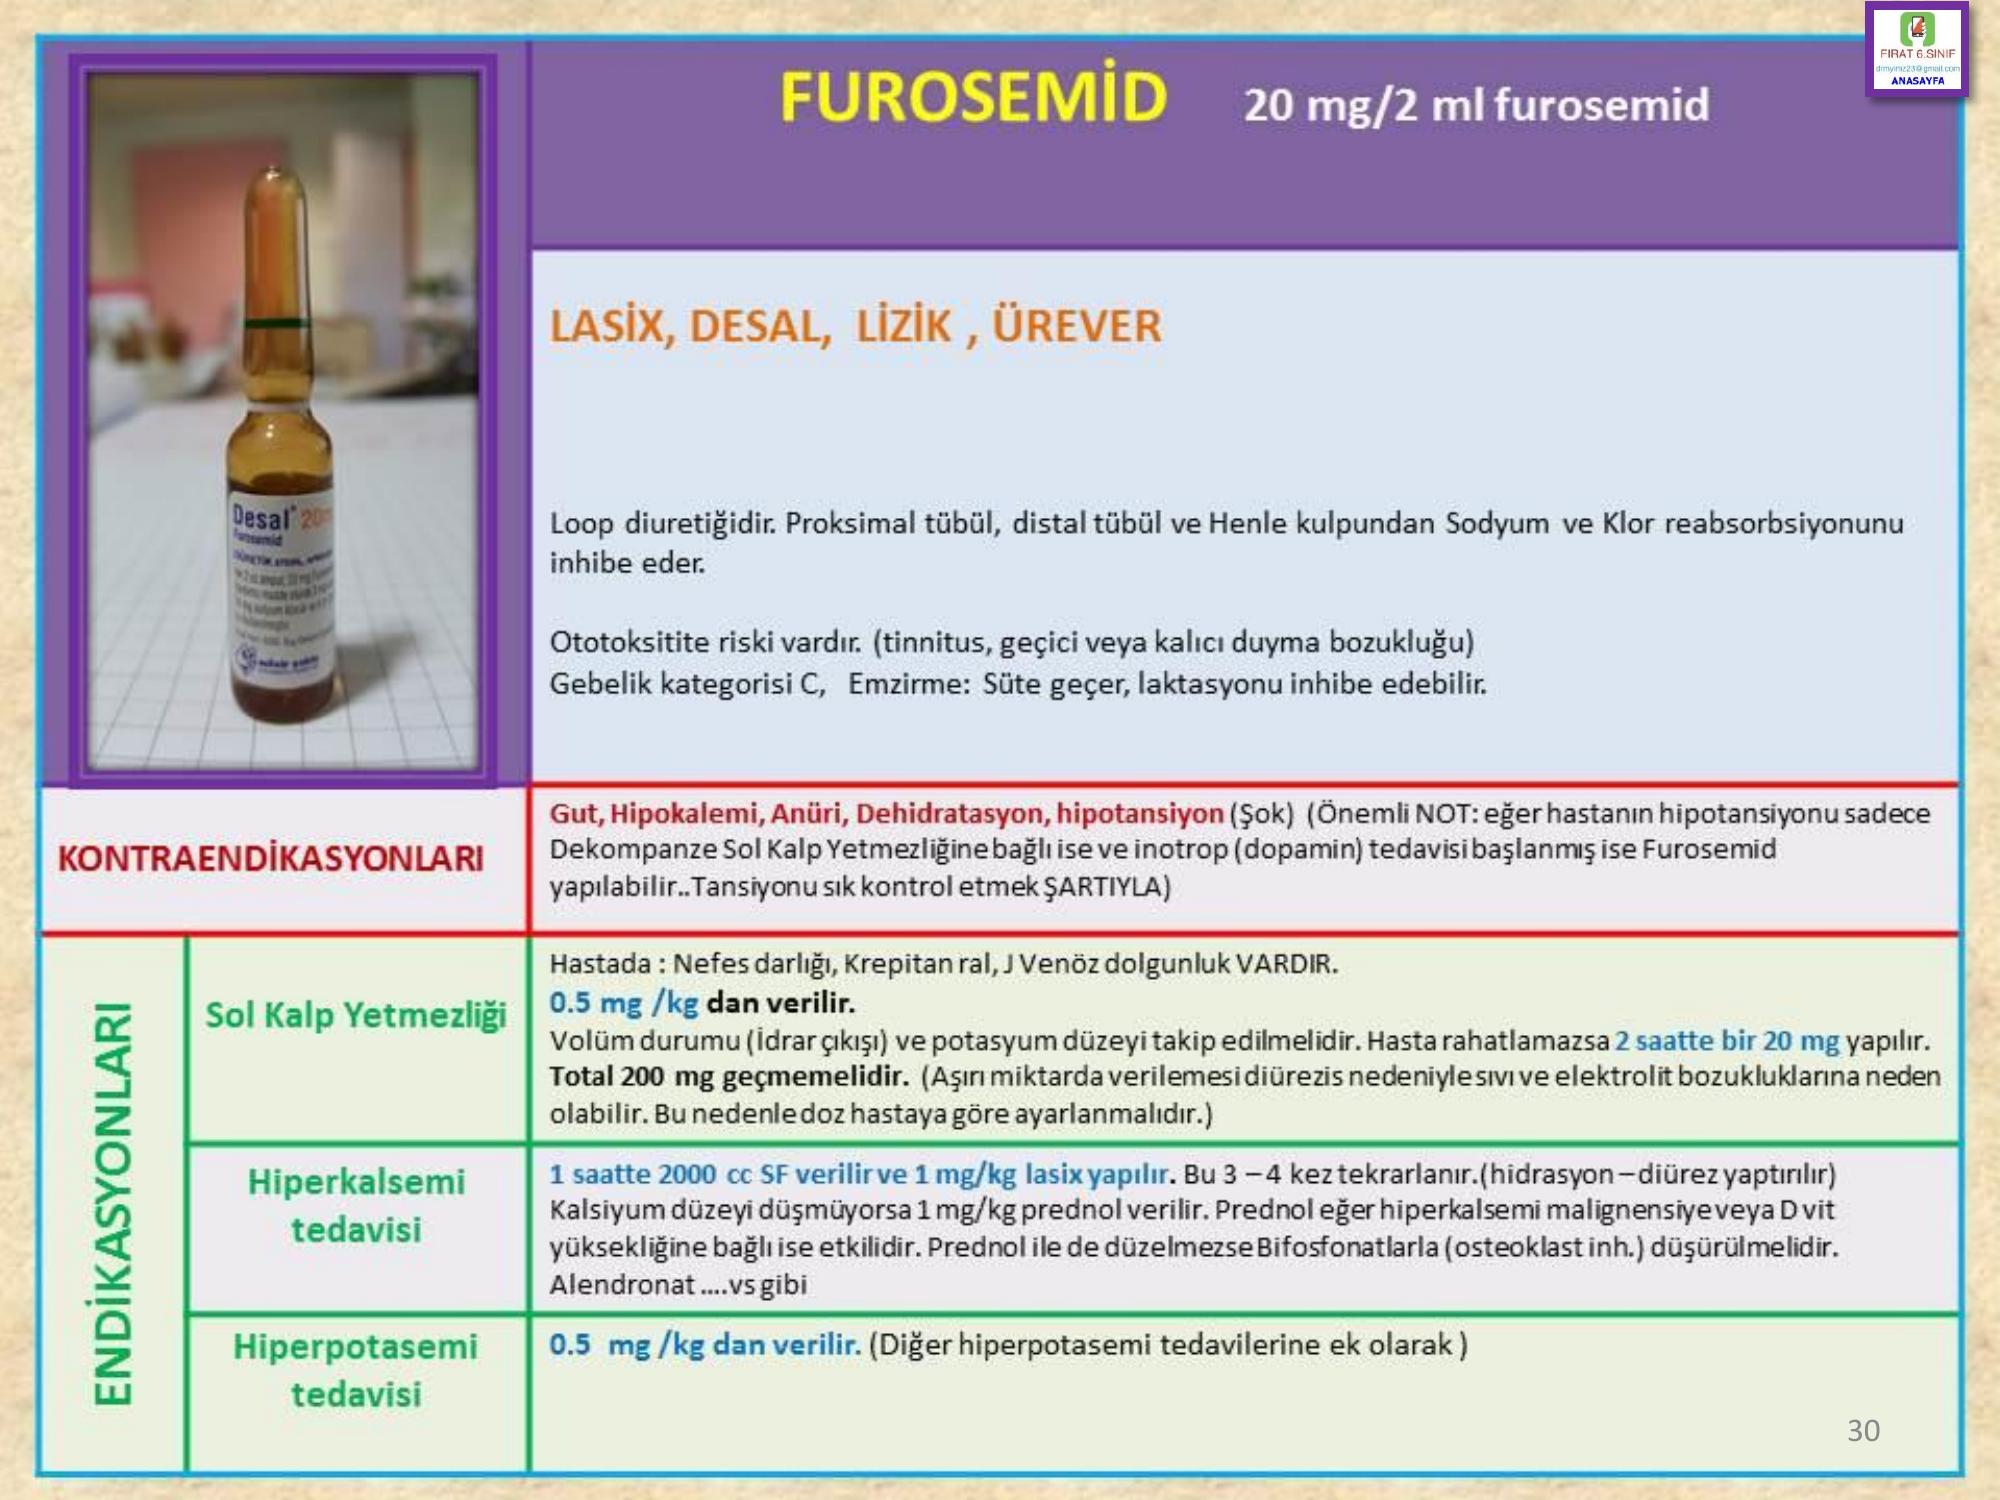 FIRAT 6.SINIF
drmyiniz23@gmail.com
ANASAYFA
FUROSEMİD 20 mg/2 ml furosemid
LASİX, DESAL, LİZİK , ÜREVER
Desal® 20m
Furosemid
Loop diuretiğidir. Proksimal tübül, distal tübül ve Henle kulpundan Sodyum ve Klor reabsorbsiyonunu
inhibe eder.
Ototoksitite riski vardır. (tinnitus, geçici veya kalıcı duyma bozukluğu)
Gebelik kategorisi C, Emzirme: Süte geçer, laktasyonu inhibe edebilir.
KONTRAENDİKASYONLARI
Gut, Hipokalemi, Anüri, Dehidratasyon, hipotansiyon (Şok) (Önemli NOT: eğer hastanın hipotansiyonu sadece
Dekompanze Sol Kalp Yetmezliğine bağlı ise ve inotrop (dopamin) tedavisi başlanmış ise Furosemid
yapılabilir..Tansiyonu sık kontrol etmek ŞARTIYLA)
ENDİKASYONLARI
Sol Kalp Yetmezliği
Hastada : Nefes darlığı, Krepitan ral, J Venöz dolgunluk VARDIR.
0.5 mg /kg dan verilir.
Volüm durumu (İdrar çıkışı) ve potasyum düzeyi takip edilmelidir. Hasta rahatlamazsa 2 saatte bir 20 mg yapılır.
Total 200 mg geçmemelidir. (Aşırı miktarda verilemesi diürezis nedeniyle sıvı ve elektrolit bozukluklarına neden
olabilir. Bu nedenle doz hastaya göre ayarlanmalıdır.)
Hiperkalsemi
tedavisi
1 saatte 2000 cc SF verilir ve 1 mg/kg lasix yapılır. Bu 3 – 4 kez tekrarlanır.(hidrasyon – diürez yaptırılır)
Kalsiyum düzeyi düşmüyorsa 1 mg/kg prednol verilir. Prednol eğer hiperkalsemi malignensiye veya D vit
yüksekliğine bağlı ise etkilidir. Prednol ile de düzelmezse Bifosfonatlarla (osteoklast inh.) düşürülmelidir.
Alendronat ....vs gibi
Hiperpotasemi
tedavisi
0.5 mg /kg dan verilir. (Diğer hiperpotasemi tedavilerine ek olarak )
30